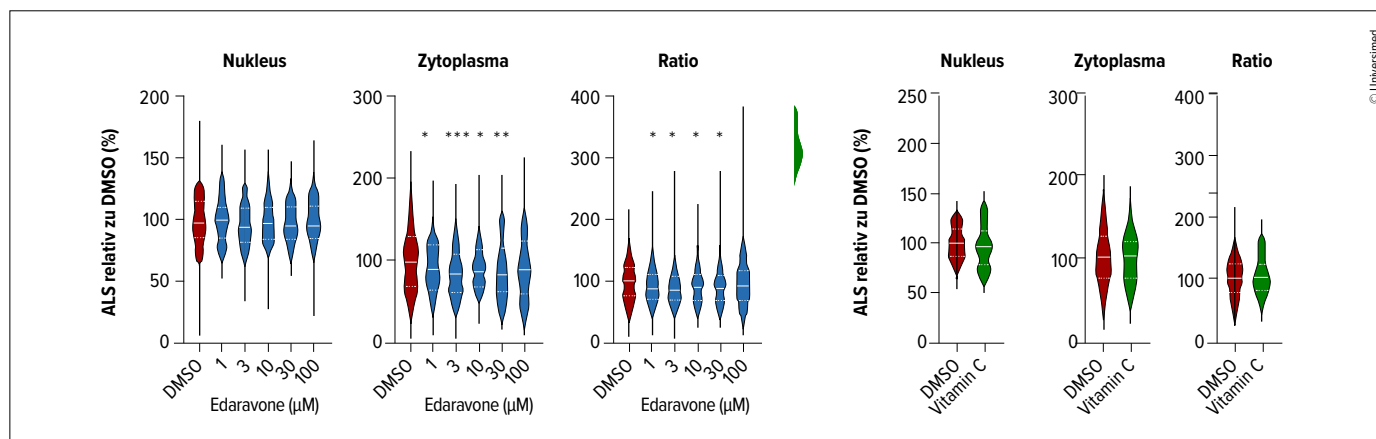 Nukleus
Zytoplasma
Ratio
ALS relativ zu DMSO (%)
200
150
100
50
0
DMSO
1
3
10
30
100
Edaravone (µM)
300
200
100
0
* *** * **
DMSO
1
3
10
30
100
Edaravone (µM)
400
300
200
100
0
* * * *
DMSO
1
3
10
30
100
Edaravone (µM)
Nukleus
Zytoplasma
Ratio
ALS relativ zu DMSO (%)
250
200
150
100
50
0
DMSO
Vitamin C
300
200
100
0
DMSO
Vitamin C
400
300
200
100
0
DMSO
Vitamin C
© Universimed